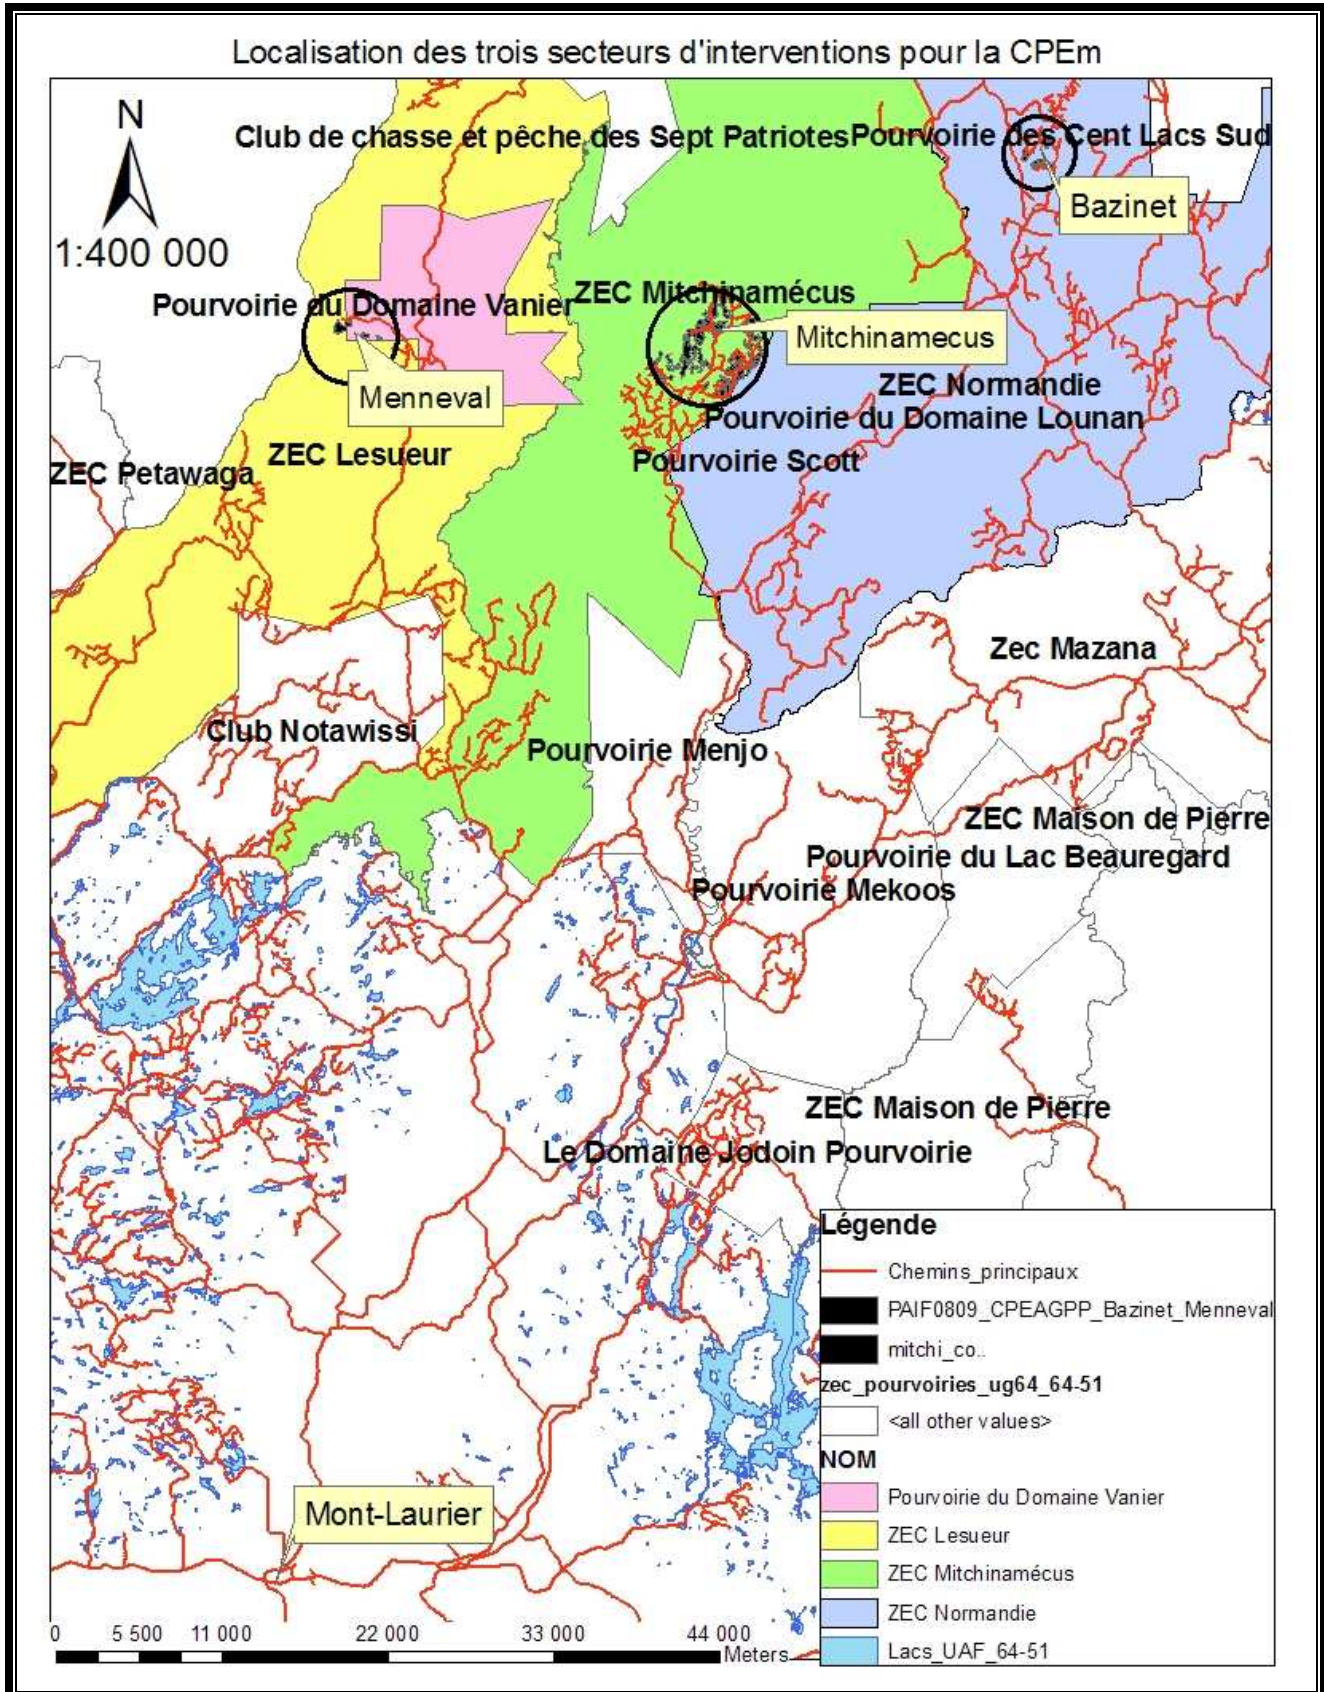 Localisation des trois secteurs d'interventions pour la CPEm
N
1:400 000
Club de chasse et pêche des Sept Patriotes
Pourvoirie des Cent Lacs Sud
Bazinet
Pourvoirie du Domaine Vanier
ZEC Mitchinamécus
Mitchinamecus
Menneval
ZEC Normandie
Pourvoirie du Domaine Lounan
ZEC Lesueur
Pourvoirie Scott
ZEC Petawaga
Zec Mazana
Club Notawissi
Pourvoirie Menjo
ZEC Maison de Pierre
Pourvoirie du Lac Beauregard
Pourvoirie Mekoos
ZEC Maison de Pierre
Le Domaine Jodoin Pourvoirie
Mont-Laurier
0 5 500 11 000 22 000 33 000 44 000
Meters
Légende
Chemins_principaux
PAIF0809_CPEAGPP_Bazinet_Menneval
mitchi_co..
zec_pourvoiries_ug64_64-51
<all other values>
NOM
Pourvoirie du Domaine Vanier
ZEC Lesueur
ZEC Mitchinamécus
ZEC Normandie
Lacs_UAF_64-51